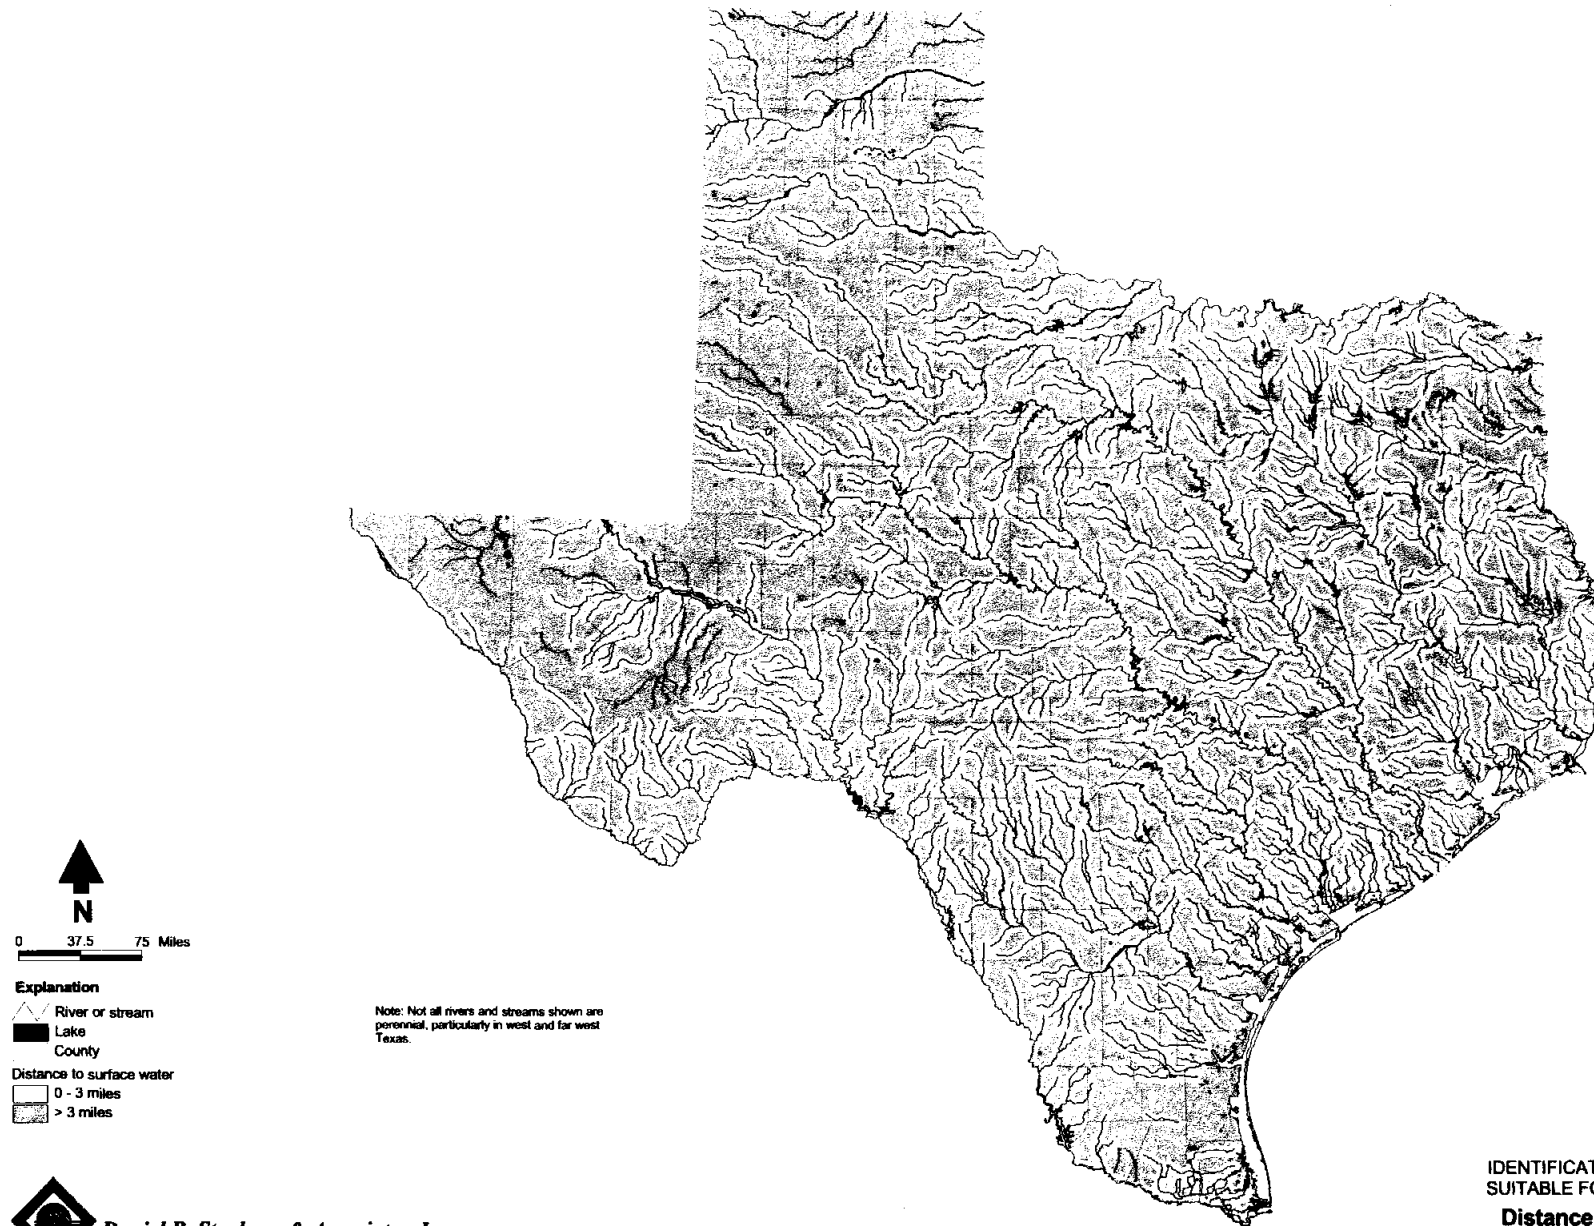 N
0 37.5 75 Miles
Explanation
River or stream
Lake
County
Distance to surface water
0 - 3 miles
> 3 miles
Note: Not all rivers and streams shown are
perennial, particularly in west and far west
Texas.
IDENTIFICAT
SUITABLE FO
Distance